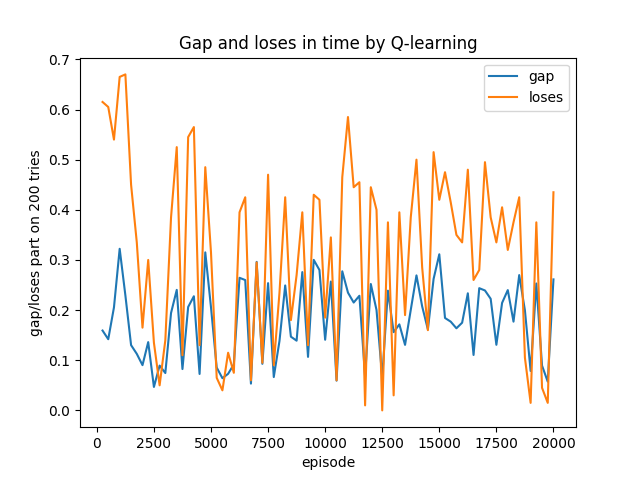 Gap and loses in time by Q-learning
gap
loses
gap/loses part on 200 tries
0.7
0.6
0.5
0.4
0.3
0.2
0.1
0.0
0 2500 5000 7500 10000 12500 15000 17500 20000
episode